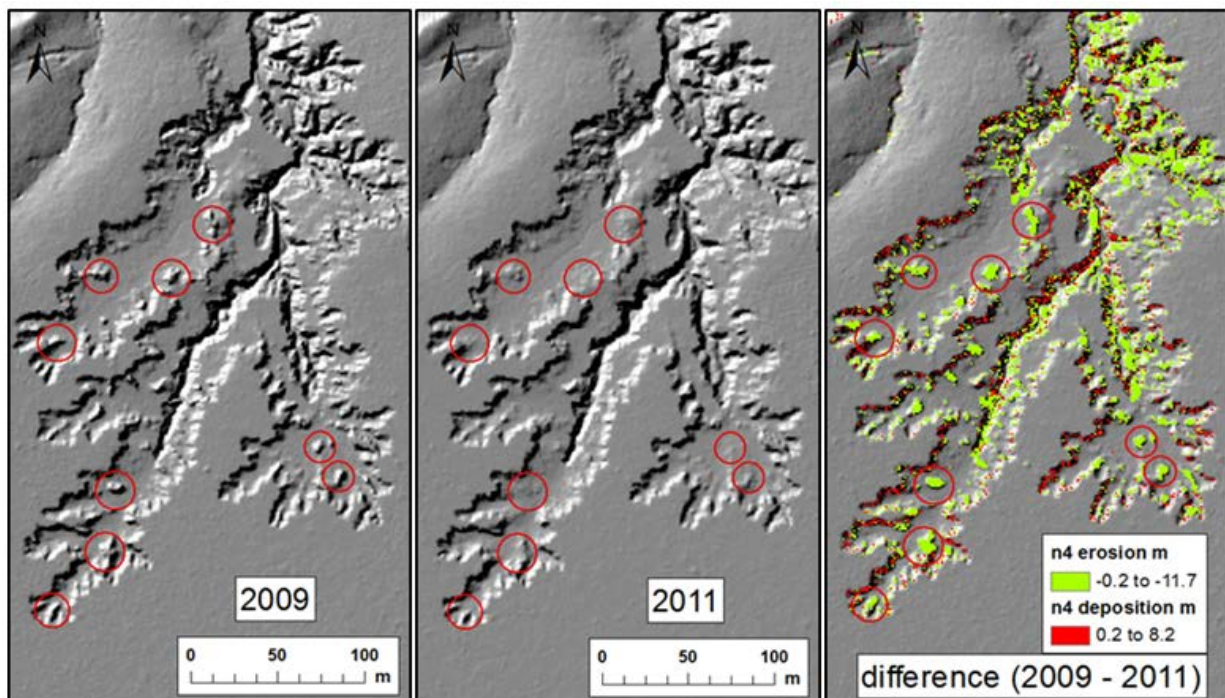 N
2009
0 50 100
m
N
2011
0 50 100
m
N
n4 erosion m
-0.2 to -11.7
n4 deposition m
0.2 to 8.2
difference (2009 - 2011)